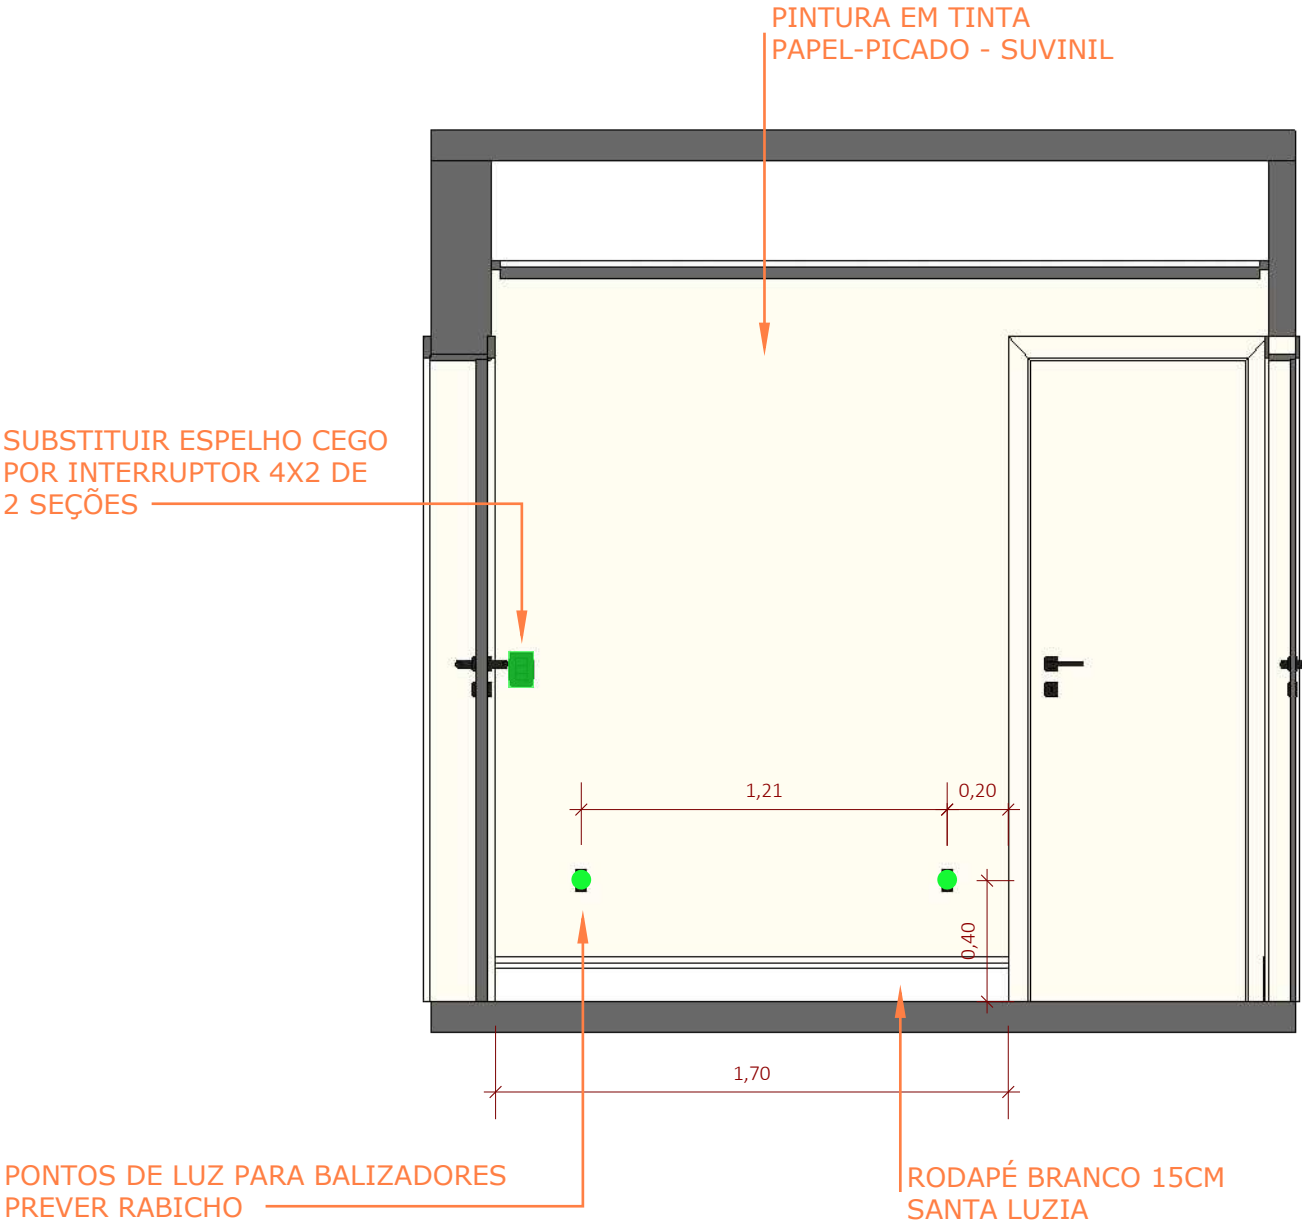 PINTURA EM TINTA
PAPEL-PICADO - SUVINIL
SUBSTITUIR ESPELHO CEGO
POR INTERRUPTOR 4X2 DE
2 SEÇÕES
1,21
0,20
0,40
1,70
PONTOS DE LUZ PARA BALIZADORES
PREVER RABICHO
RODAPÉ BRANCO 15CM
SANTA LUZIA